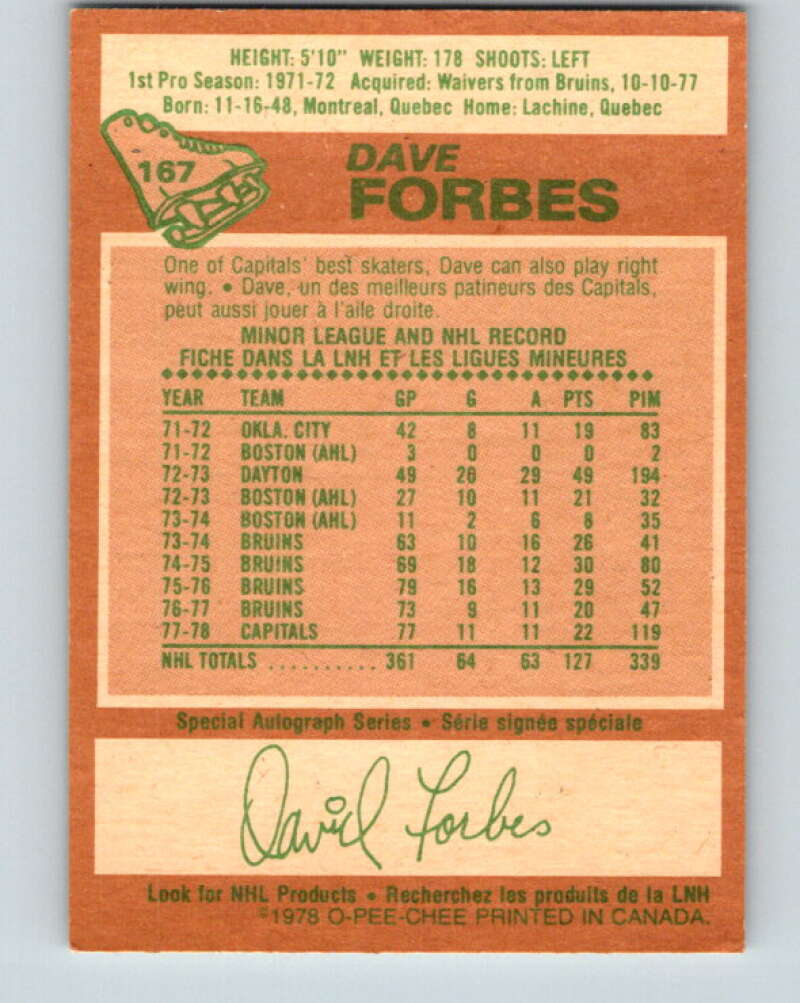 HEIGHT: 5'10" WEIGHT: 178 SHOOTS: LEFT
1st Pro Season: 1971-72 Acquired: Waivers from Bruins, 10-10-77
Born: 11-16-48, Montreal, Quebec Home: Lachine, Quebec
167
DAVE
FORBES
One of Capitals' best skaters, Dave can also play right
wing. • Dave, un des meilleurs patineurs des Capitals,
peut aussi jouer à l'aile droite.
MINOR LEAGUE AND NHL RECORD
FICHE DANS LA LNH ET LES LIGUES MINEURES
YEAR TEAM GP G A PTS PIM
71-72 OKLA. CITY 42 8 11 19 83
71-72 BOSTON (AHL) 3 0 0 0 2
72-73 DAYTON 49 20 29 49 194
72-73 BOSTON (AHL) 27 10 11 21 32
73-74 BOSTON (AHL) 11 2 6 8 35
73-74 BRUINS 63 10 16 26 41
74-75 BRUINS 69 18 12 30 80
75-76 BRUINS 79 16 13 29 52
76-77 BRUINS 73 9 11 20 47
77-78 CAPITALS 77 11 11 22 119
NHL TOTALS .......... 361 64 63 127 339
Special Autograph Series • Série signée spéciale
David Forbes
Look for NHL Products • Recherchez les produits de la LNH
©1978 O-PEE-CHEE PRINTED IN CANADA.